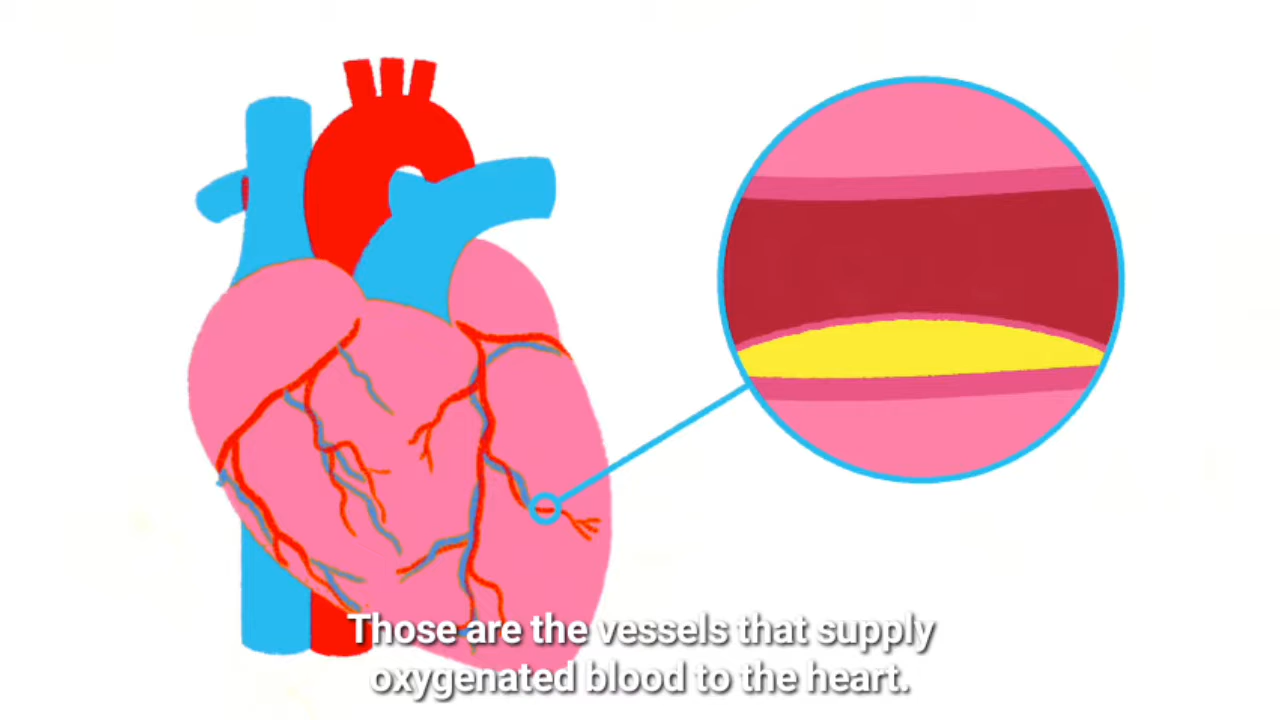 Those are the vessels that supply
oxygenated blood to the heart.